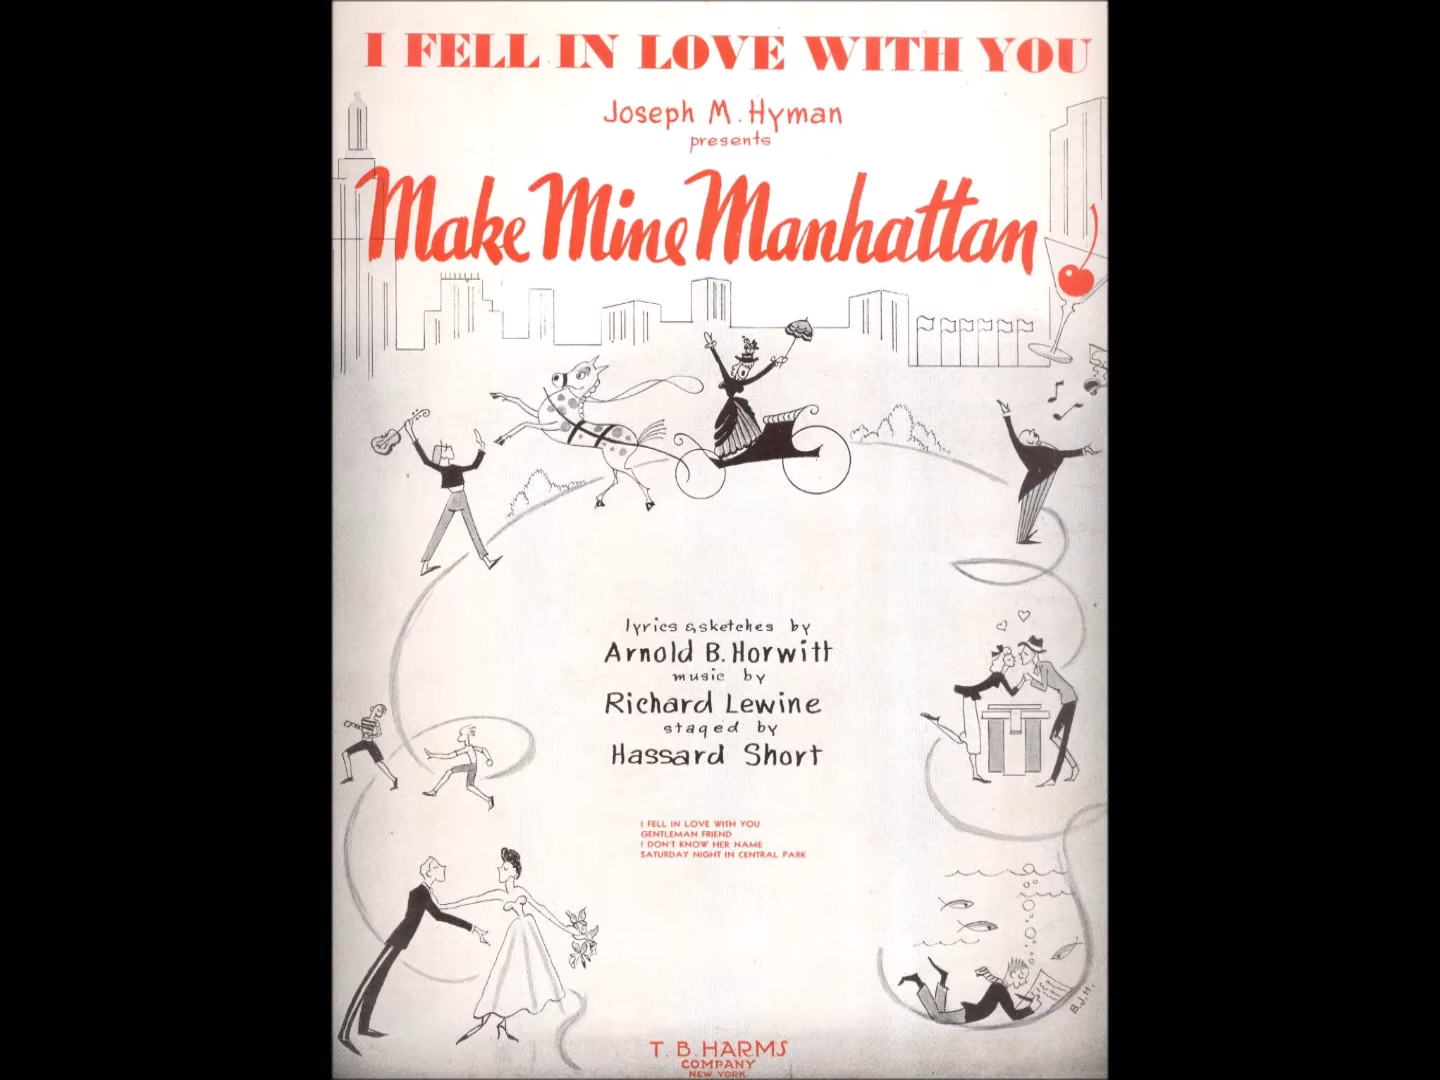 I FELL IN LOVE WITH YOU
Joseph M. Hyman
presents
Make Mine Manhattan
lyrics & sketches by
Arnold B. Horwitt
music by
Richard Lewine
staged by
Hassard Short
I FELL IN LOVE WITH YOU
GENTLEMAN FRIEND
I DON'T KNOW HER NAME
SATURDAY NIGHT IN CENTRAL PARK
B.J.H.
T. B. HARMS
COMPANY
NEW YORK